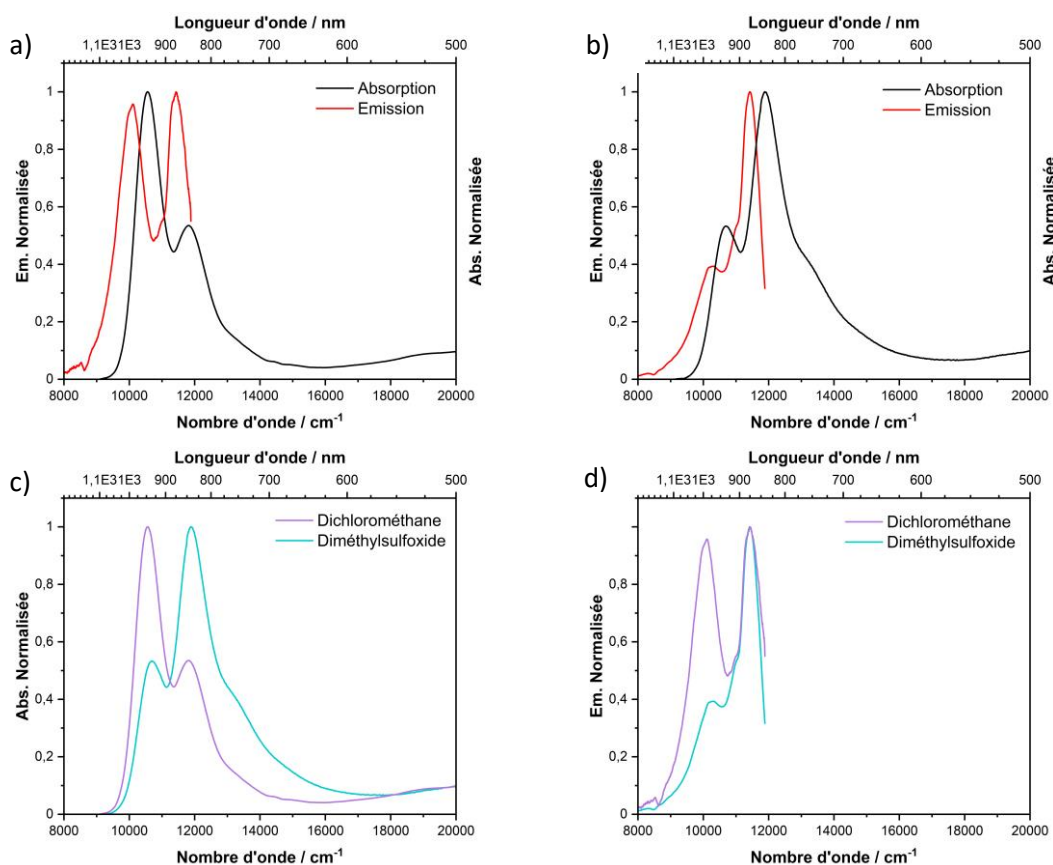 a)
Longueur d'onde / nm
1,1E31E3 900 800 700 600 500
Absorption
Emission
Em. Normalisée
Abs. Normalisée
1
0,8
0,6
0,4
0,2
0
8000 10000 12000 14000 16000 18000 20000
Nombre d'onde / cm-1
b)
Longueur d'onde / nm
1,1E31E3 900 800 700 600 500
Absorption
Emission
Em. Normalisée
Abs. Normalisée
1
0,8
0,6
0,4
0,2
0
8000 10000 12000 14000 16000 18000 20000
Nombre d'onde / cm-1
c)
Longueur d'onde / nm
1,1E31E3 900 800 700 600 500
Dichlorométhane
Diméthylsulfoxide
Abs. Normalisée
1
0,8
0,6
0,4
0,2
0
8000 10000 12000 14000 16000 18000 20000
Nombre d'onde / cm-1
d)
Longueur d'onde / nm
1,1E31E3 900 800 700 600 500
Dichlorométhane
Diméthylsulfoxide
Em. Normalisée
1
0,8
0,6
0,4
0,2
0
8000 10000 12000 14000 16000 18000 20000
Nombre d'onde / cm-1